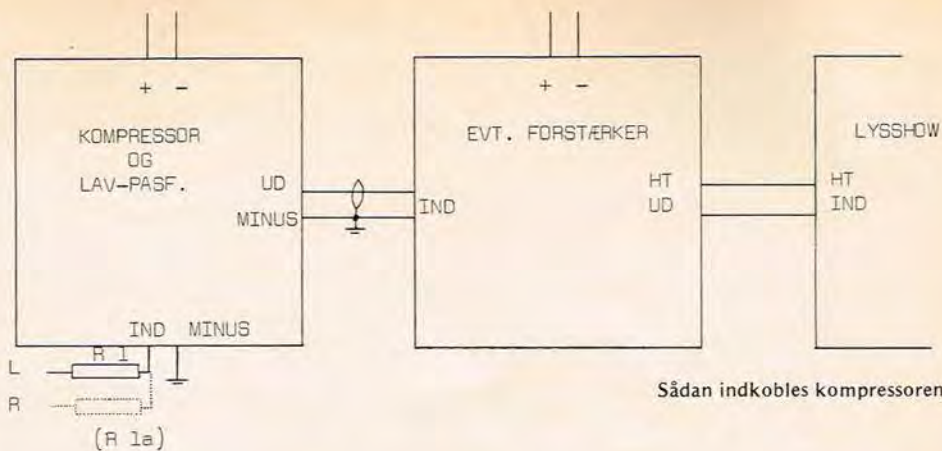 + −
KOMPRESSOR
OG
LAV-PASF.
UD
MINUS
IND MINUS
R 1
L
R
(R 1a)
+ −
EVT. FORSTÆRKER
IND
HT
UD
LYSSHOW
HT
IND
Sådan indkobles kompressoren